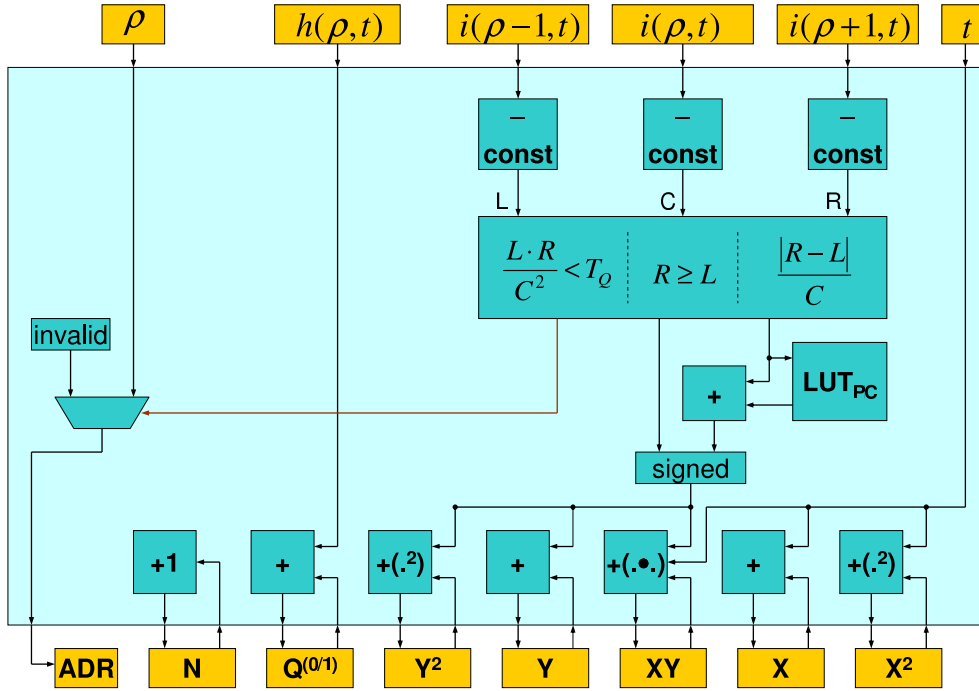 ρ h(ρ,t) i(ρ−1,t) i(ρ,t) i(ρ+1,t) t
− − −
const const const
L C R
L · R / C² < T_Q R ≥ L |R − L| / C
invalid
LUT_PC
+
signed
+1 + +(.²) + +(.•.) + +(.²)
ADR N Q^(0/1) Y² Y XY X X²